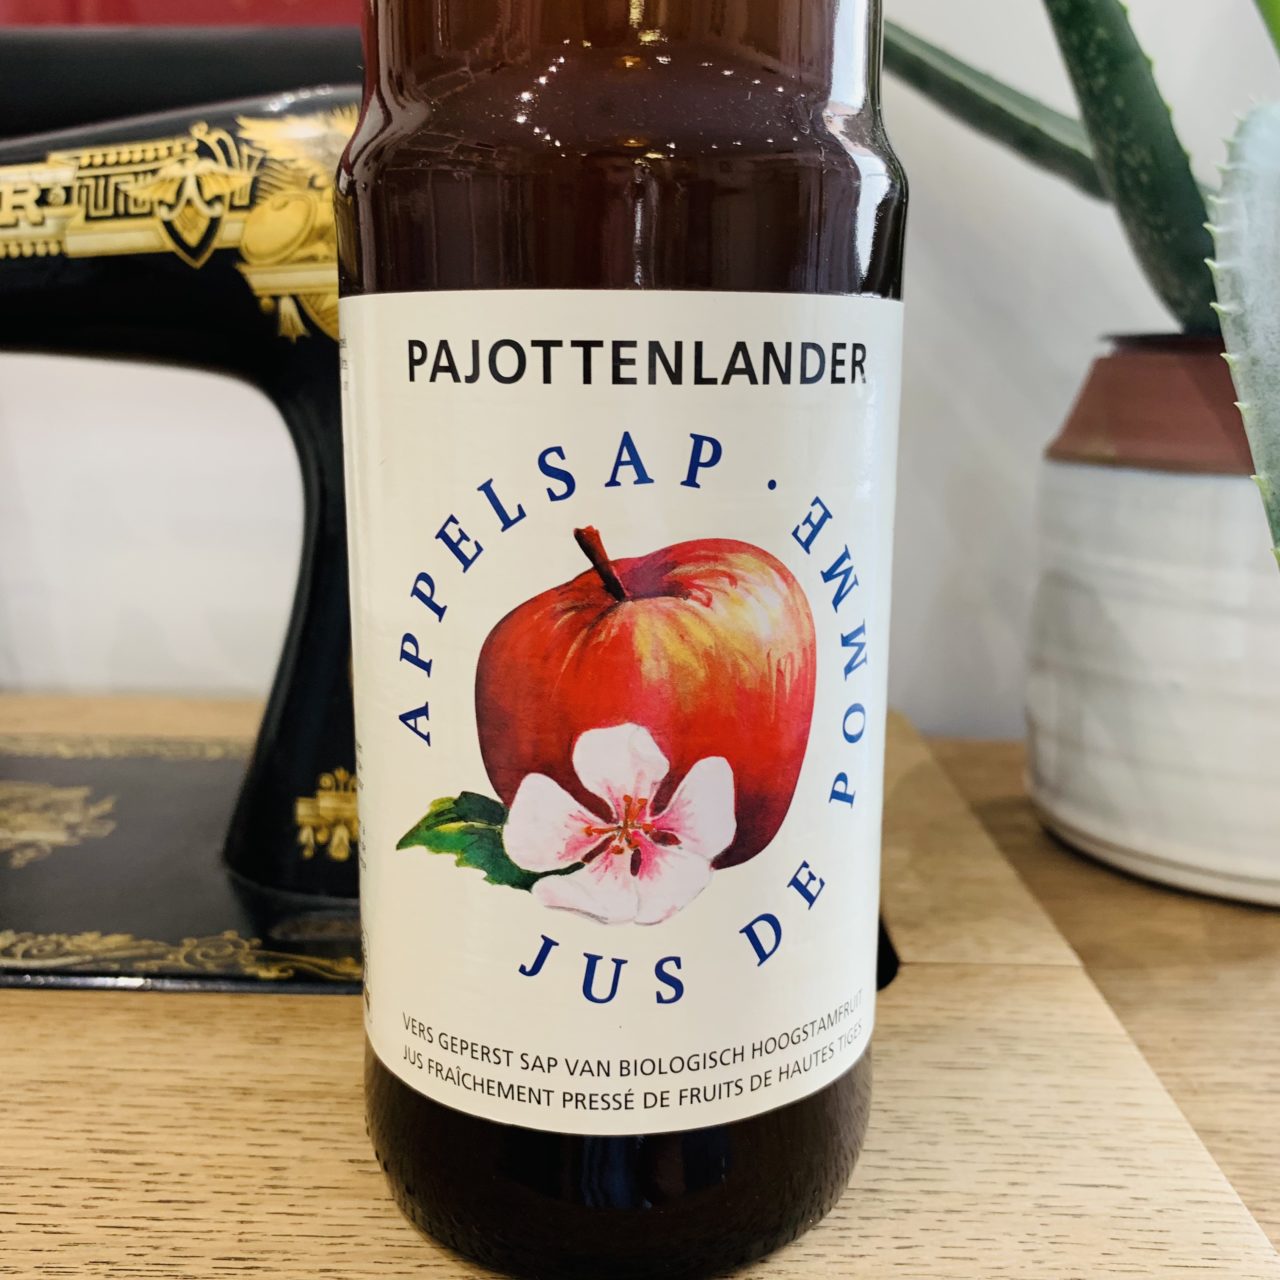 PAJOTTENLANDER
APPELSAP · JUS DE POMME
VERS GEPERST SAP VAN BIOLOGISCH HOOGSTAMFRUIT
JUS FRAÎCHEMENT PRESSÉ DE FRUITS DE HAUTES TIGES